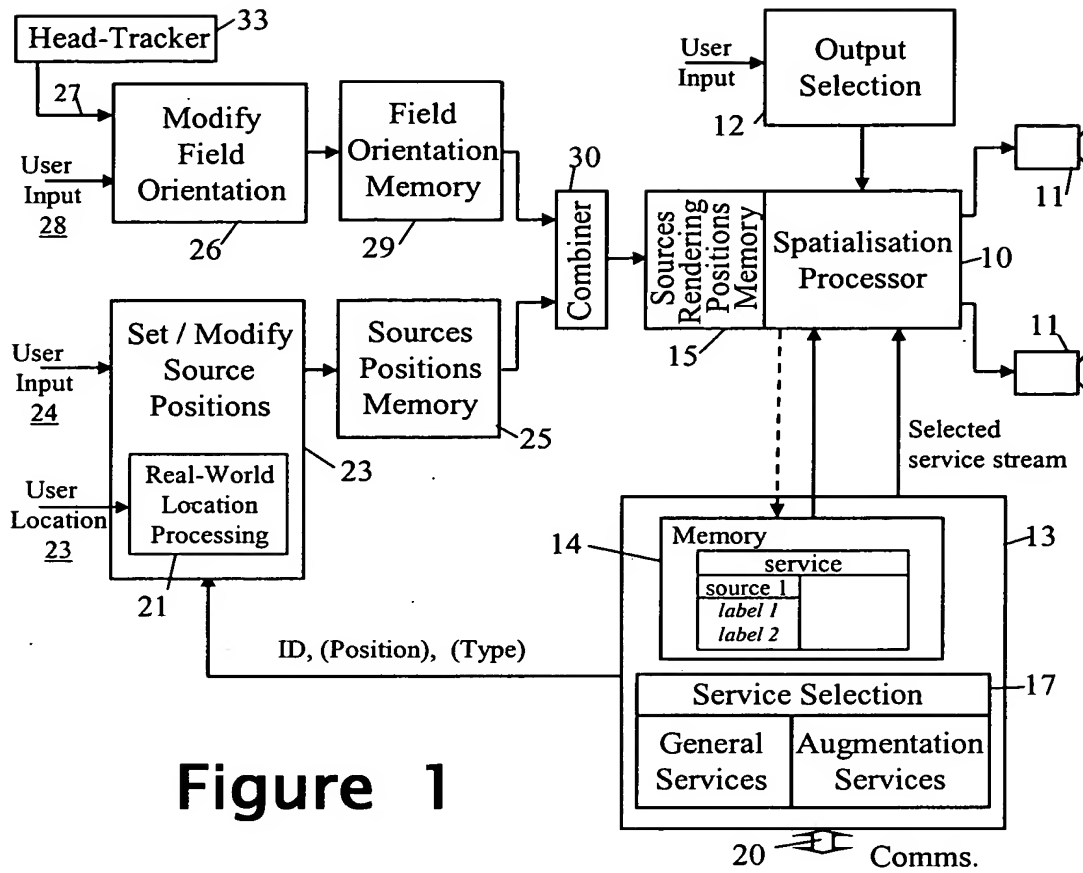 33
Head-Tracker
27
Modify
Field
Orientation
User
Input
28
26
Field
Orientation
Memory
29
30
Combiner
User
Input
Output
Selection
12
Sources
Rendering
Positions
Memory
15
Spatialisation
Processor
10
11
11
User
Input
24
Set / Modify
Source
Positions
23
Sources
Positions
Memory
25
User
Location
23
Real-World
Location
Processing
21
ID, (Position), (Type)
Selected
service stream
13
14
Memory
service
source 1
label 1
label 2
17
Service Selection
General
Services
Augmentation
Services
20
Comms.
Figure 1